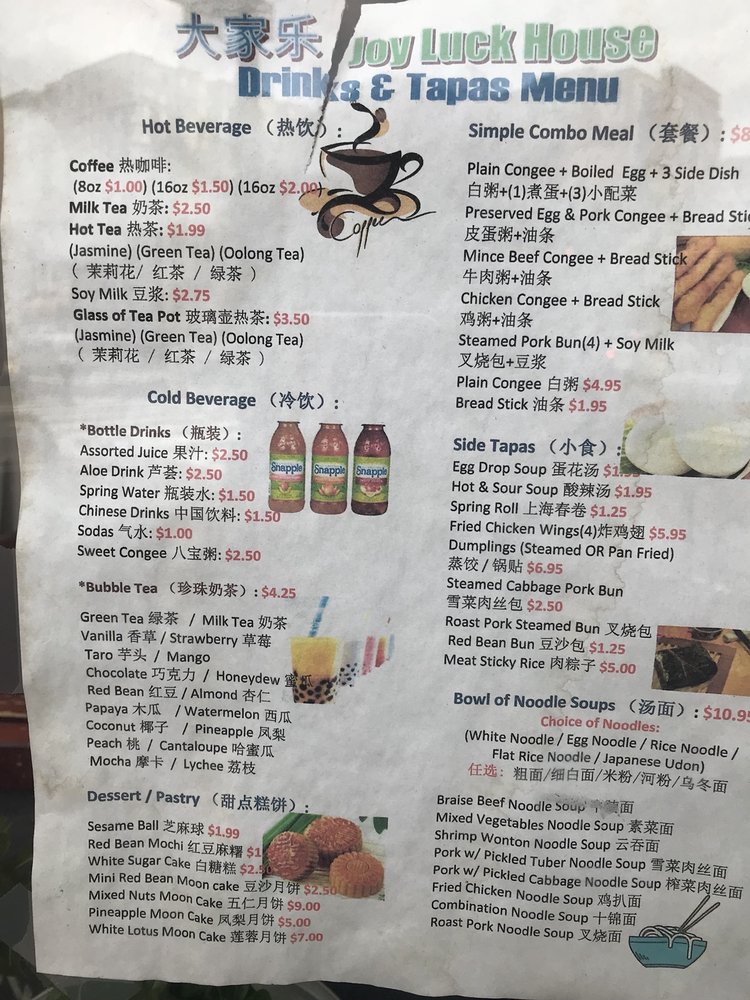 大家乐 Joy Luck House
Drinks & Tapas Menu
Hot Beverage （热饮）:
Coffee 热咖啡:
(8oz $1.00) (16oz $1.50) (16oz $2.00)
Milk Tea 奶茶: $2.50
Hot Tea 热茶: $1.99
(Jasmine) (Green Tea) (Oolong Tea)
( 茉莉花/ 红茶 / 绿茶 )
Soy Milk 豆浆: $2.75
Glass of Tea Pot 玻璃壶热茶: $3.50
(Jasmine) (Green Tea) (Oolong Tea)
( 茉莉花 / 红茶 / 绿茶 )
Coffee
Cold Beverage （冷饮）:
*Bottle Drinks （瓶装）:
Assorted Juice 果汁: $2.50
Aloe Drink 芦荟: $2.50
Spring Water 瓶装水: $1.50
Chinese Drinks 中国饮料: $1.50
Sodas 气水: $1.00
Sweet Congee 八宝粥: $2.50
Snapple Snapple Snapple
*Bubble Tea （珍珠奶茶）: $4.25
Green Tea 绿茶 / Milk Tea 奶茶
Vanilla 香草 / Strawberry 草莓
Taro 芋头 / Mango
Chocolate 巧克力 / Honeydew 蜜瓜
Red Bean 红豆 / Almond 杏仁
Papaya 木瓜 / Watermelon 西瓜
Coconut 椰子 / Pineapple 凤梨
Peach 桃 / Cantaloupe 哈蜜瓜
Mocha 摩卡 / Lychee 荔枝
Dessert / Pastry （甜点糕饼）:
Sesame Ball 芝麻球 $1.99
Red Bean Mochi 红豆麻糬 $1
White Sugar Cake 白糖糕 $2.50
Mini Red Bean Moon cake 豆沙月饼 $2.50
Mixed Nuts Moon Cake 五仁月饼 $9.00
Pineapple Moon Cake 凤梨月饼 $5.00
White Lotus Moon Cake 莲蓉月饼 $7.00
Simple Combo Meal （套餐）: $8
Plain Congee + Boiled Egg + 3 Side Dish
白粥+(1)煮蛋+(3)小配菜
Preserved Egg & Pork Congee + Bread Stic
皮蛋粥+油条
Mince Beef Congee + Bread Stick
牛肉粥+油条
Chicken Congee + Bread Stick
鸡粥+油条
Steamed Pork Bun(4) + Soy Milk
叉烧包+豆浆
Plain Congee 白粥 $4.95
Bread Stick 油条 $1.95
Side Tapas （小食）:
Egg Drop Soup 蛋花汤 $1.95
Hot & Sour Soup 酸辣汤 $1.95
Spring Roll 上海春卷 $1.25
Fried Chicken Wings(4)炸鸡翅 $5.95
Dumplings (Steamed OR Pan Fried)
蒸饺 / 锅贴 $6.95
Steamed Cabbage Pork Bun
雪菜肉丝包 $2.50
Roast Pork Steamed Bun 叉烧包
Red Bean Bun 豆沙包 $1.25
Meat Sticky Rice 肉粽子 $5.00
Bowl of Noodle Soups （汤面）: $10.95
Choice of Noodles:
(White Noodle / Egg Noodle / Rice Noodle /
Flat Rice Noodle / Japanese Udon)
任选: 粗面/细白面/米粉/河粉/乌冬面
Braise Beef Noodle Soup 面
Mixed Vegetables Noodle Soup 素菜面
Shrimp Wonton Noodle Soup 云吞面
Pork w/ Pickled Tuber Noodle Soup 雪菜肉丝面
Pork w/ Pickled Cabbage Noodle Soup 榨菜肉丝面
Fried Chicken Noodle Soup 鸡扒面
Combination Noodle Soup 十锦面
Roast Pork Noodle Soup 叉烧面